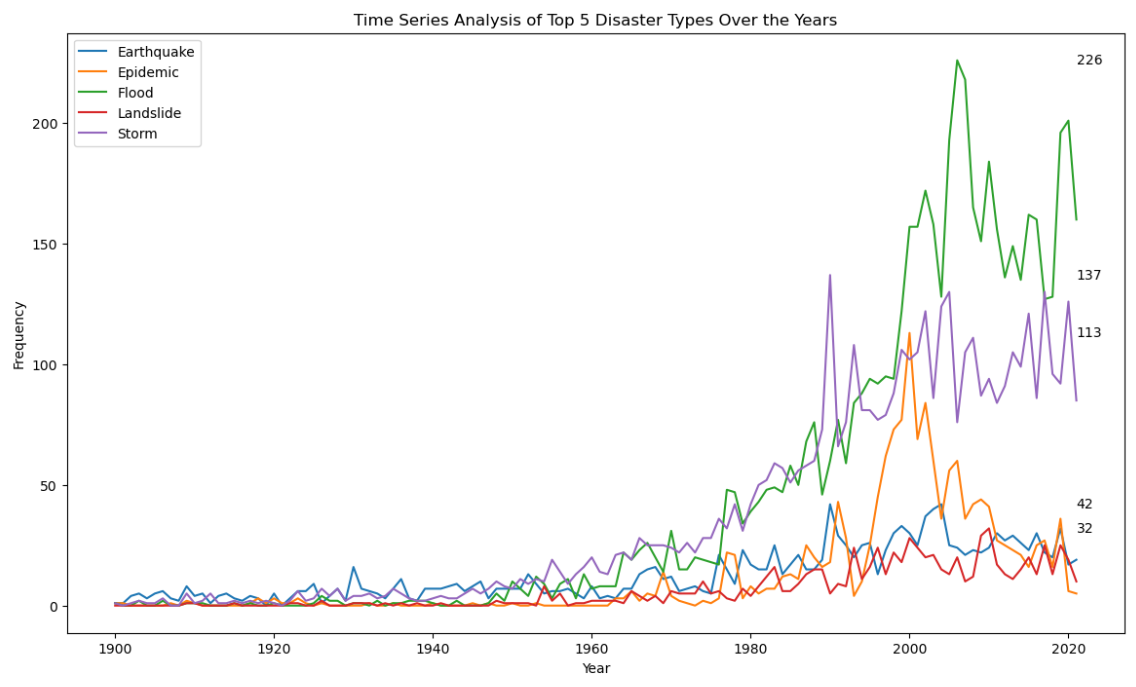 Time Series Analysis of Top 5 Disaster Types Over the Years
Earthquake
Epidemic
Flood
Landslide
Storm
226
137
113
42
32
200
150
100
50
0
Frequency
1900
1920
1940
1960
1980
2000
2020
Year